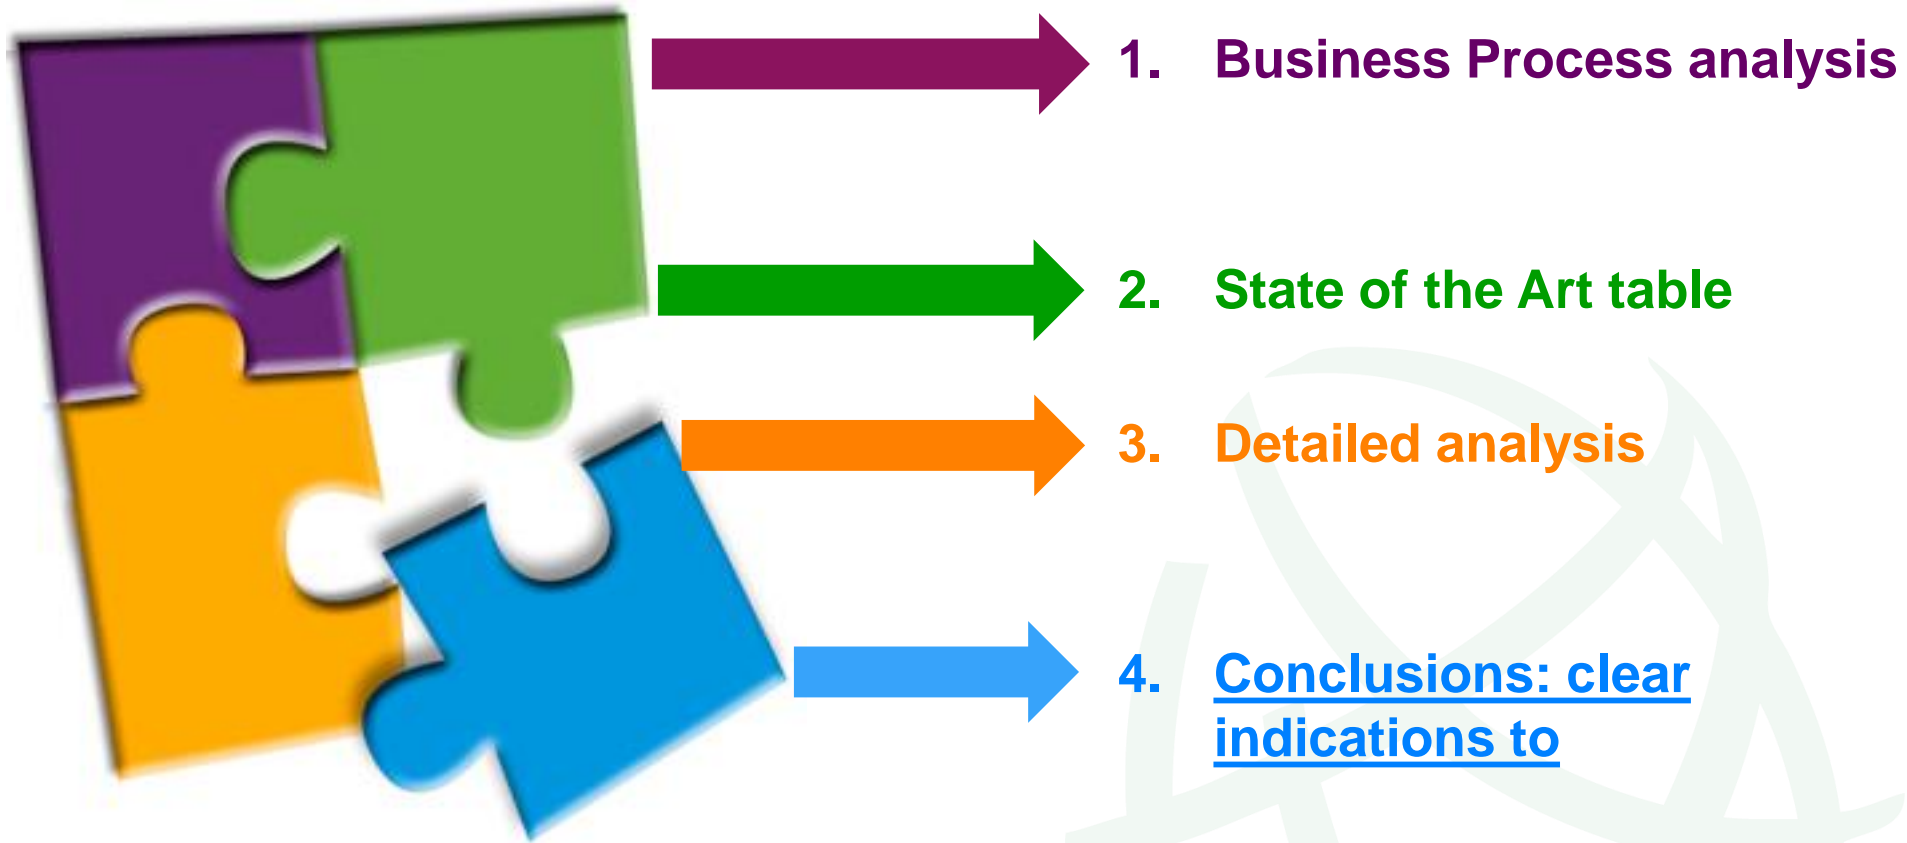 1. Business Process analysis
2. State of the Art table
3. Detailed analysis
4. Conclusions: clear
indications to